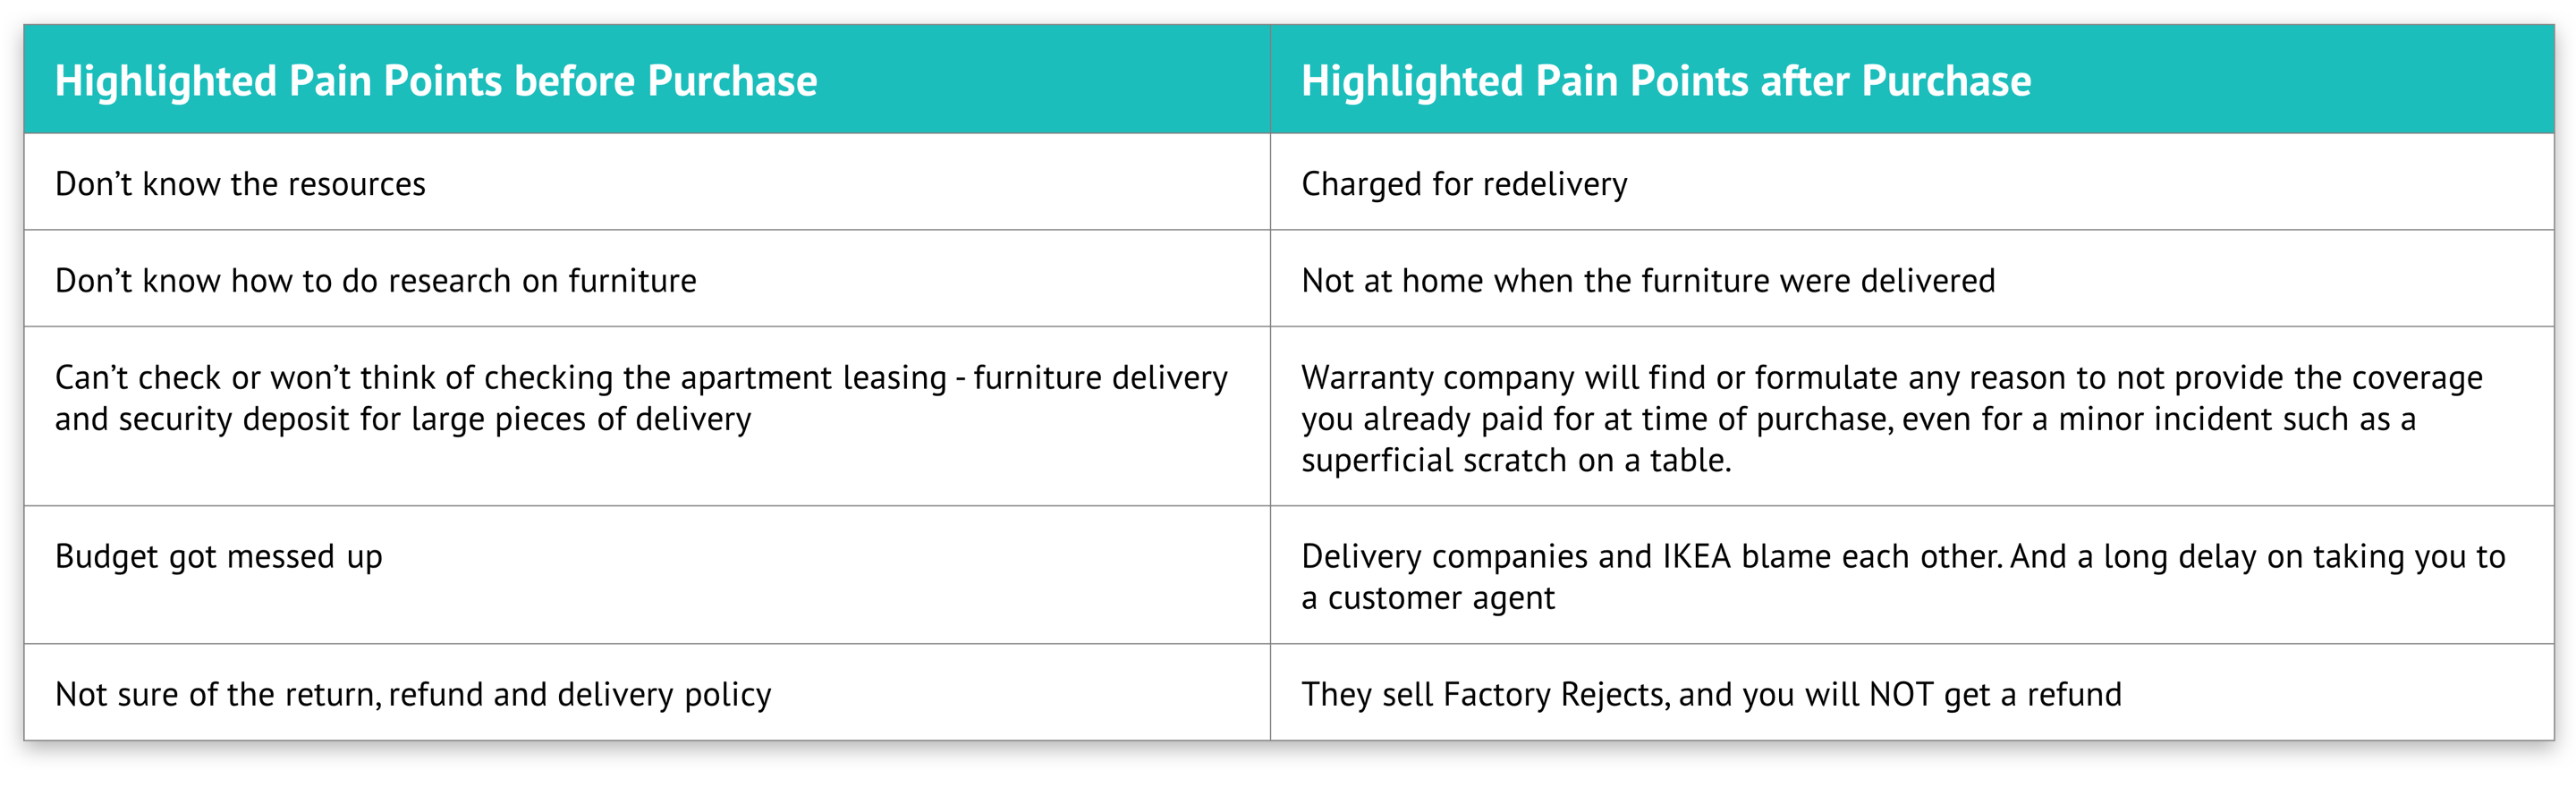 Highlighted Pain Points before Purchase
Highlighted Pain Points after Purchase
Don’t know the resources
Charged for redelivery
Don’t know how to do research on furniture
Not at home when the furniture were delivered
Can’t check or won’t think of checking the apartment leasing - furniture delivery
and security deposit for large pieces of delivery
Warranty company will find or formulate any reason to not provide the coverage
you already paid for at time of purchase, even for a minor incident such as a
superficial scratch on a table.
Budget got messed up
Delivery companies and IKEA blame each other. And a long delay on taking you to
a customer agent
Not sure of the return, refund and delivery policy
They sell Factory Rejects, and you will NOT get a refund